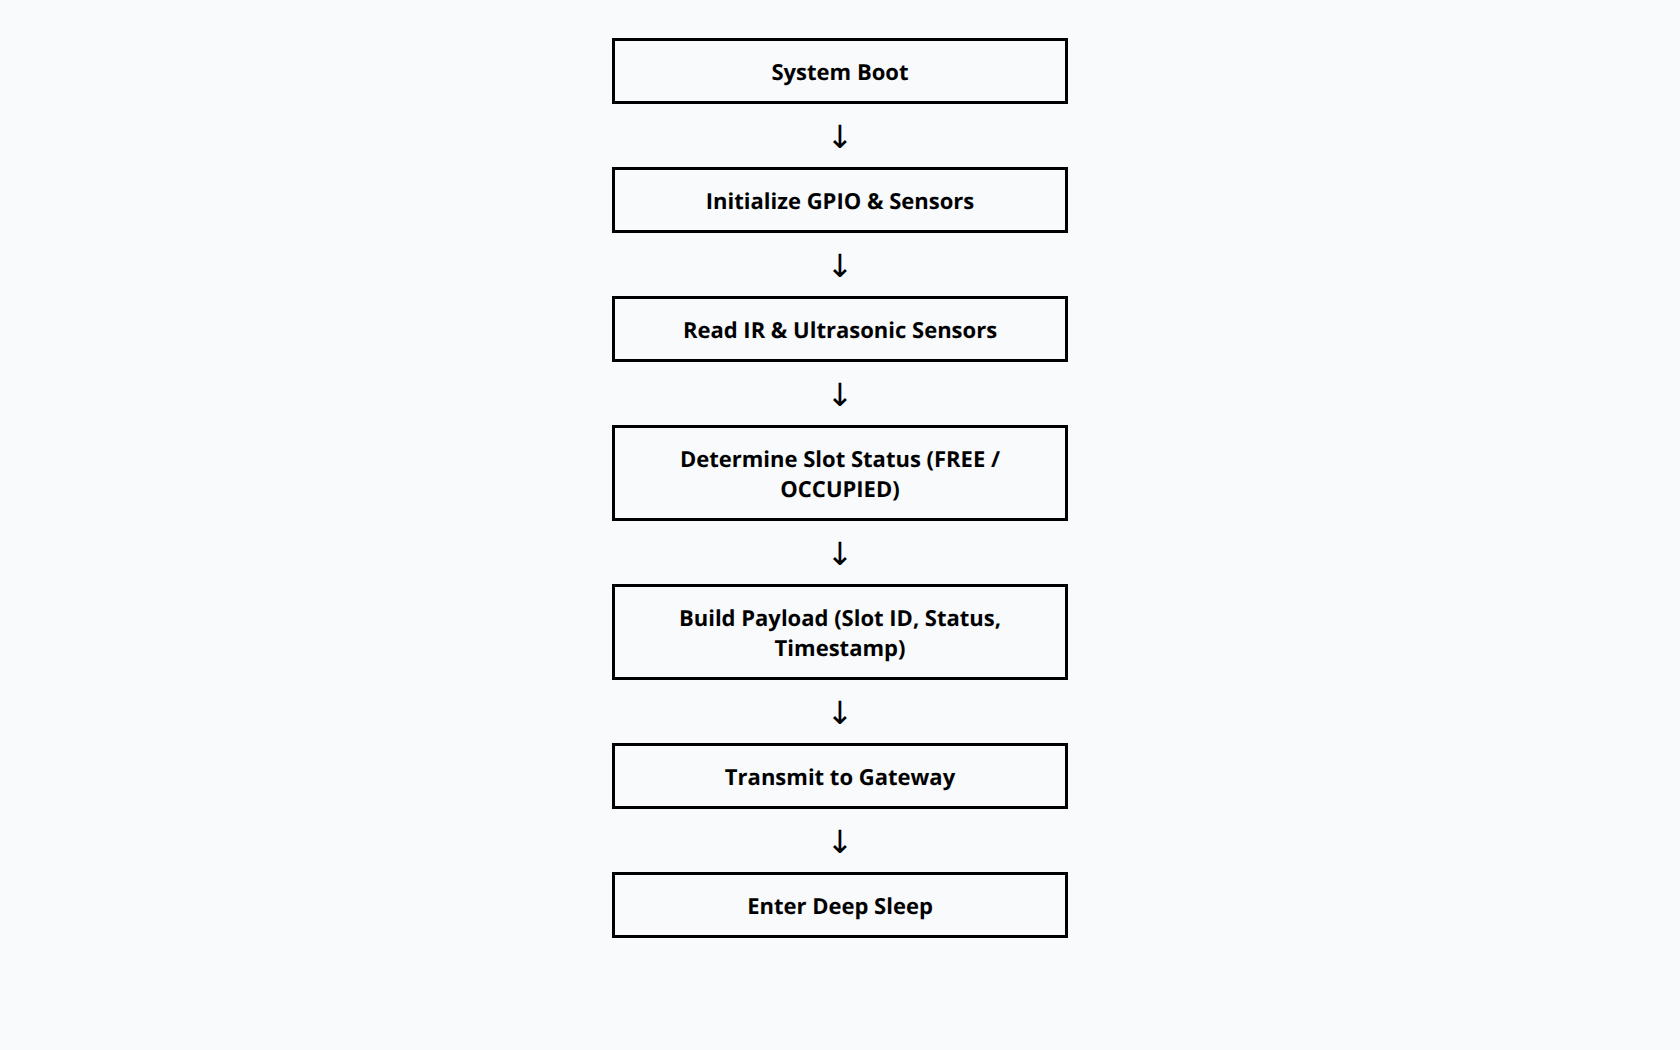 System Boot
↓
Initialize GPIO & Sensors
↓
Read IR & Ultrasonic Sensors
↓
Determine Slot Status (FREE /
OCCUPIED)
↓
Build Payload (Slot ID, Status,
Timestamp)
↓
Transmit to Gateway
↓
Enter Deep Sleep